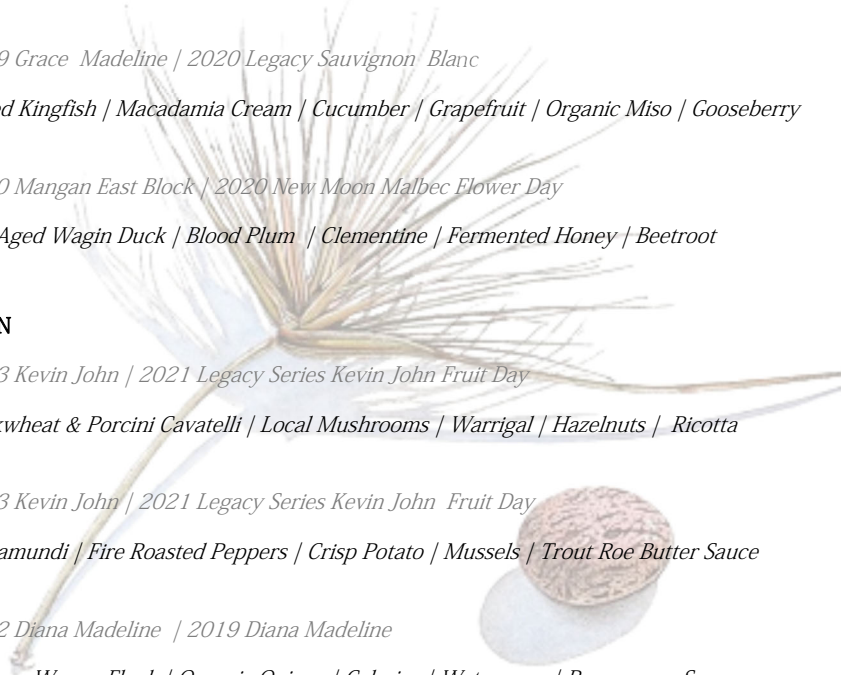 9 Grace Madeline | 2020 Legacy Sauvignon Blanc
d Kingfish | Macadamia Cream | Cucumber | Grapefruit | Organic Miso | Gooseberry
0 Mangan East Block | 2020 New Moon Malbec Flower Day
Aged Wagin Duck | Blood Plum | Clementine | Fermented Honey | Beetroot
N
3 Kevin John | 2021 Legacy Series Kevin John Fruit Day
wheat & Porcini Cavatelli | Local Mushrooms | Warrigal | Hazelnuts | Ricotta
3 Kevin John | 2021 Legacy Series Kevin John Fruit Day
amundi | Fire Roasted Peppers | Crisp Potato | Mussels | Trout Roe Butter Sauce
2 Diana Madeline | 2019 Diana Madeline